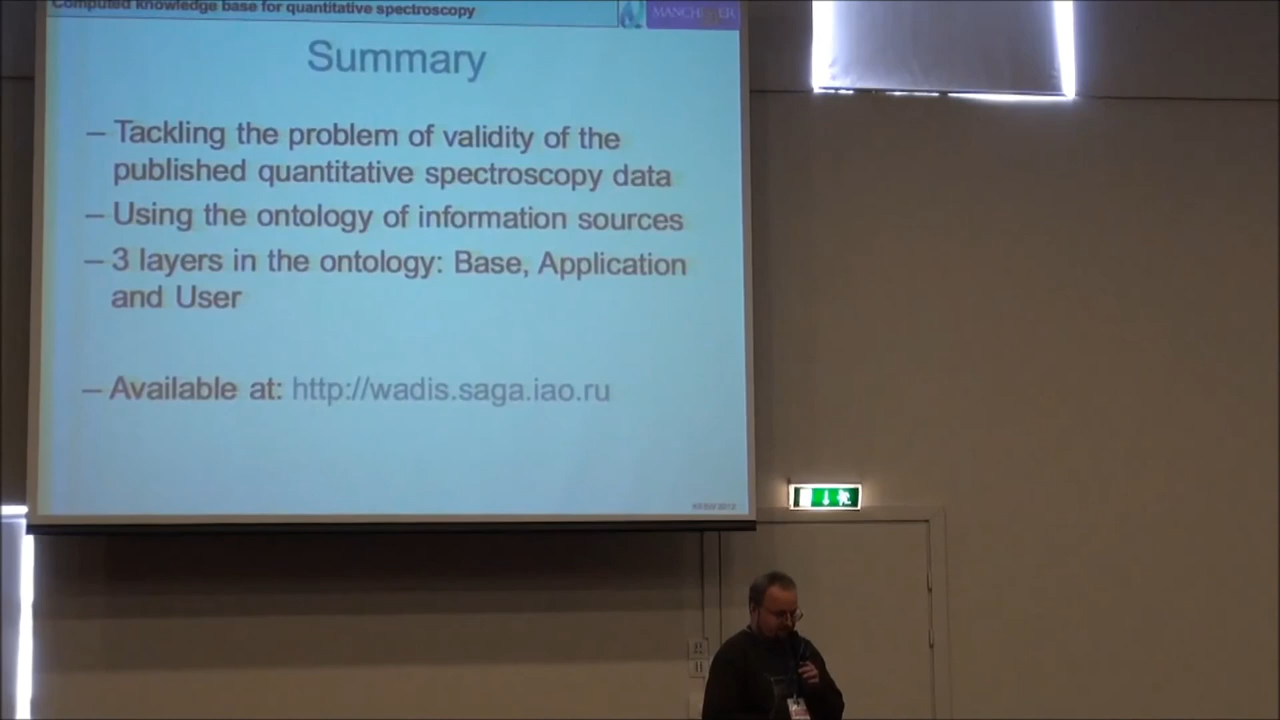 Computed knowledge base for quantitative spectroscopy
MANCHESTER
Summary
– Tackling the problem of validity of the
published quantitative spectroscopy data
– Using the ontology of information sources
– 3 layers in the ontology: Base, Application
and User
– Available at: http://wadis.saga.iao.ru